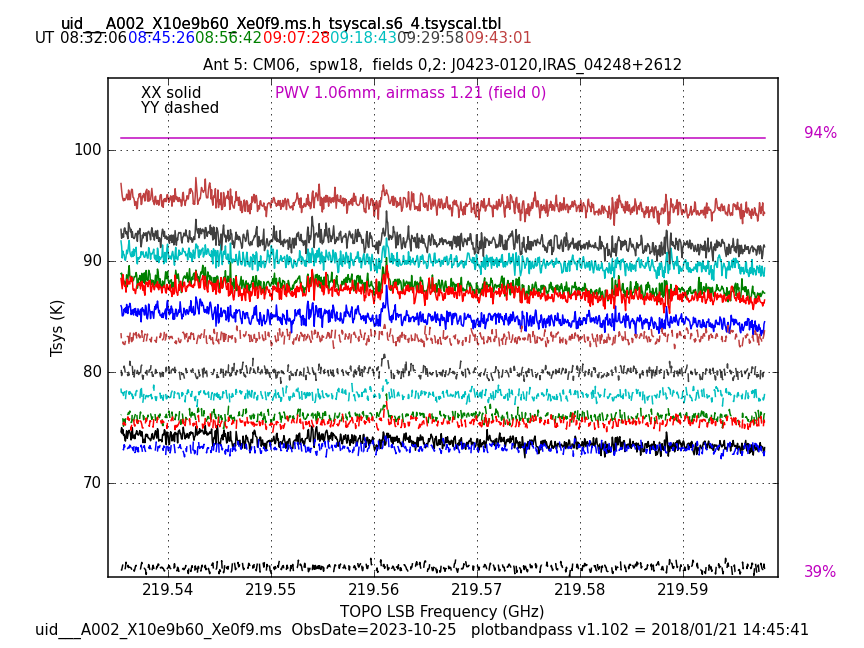 uid___A002_X10e9b60_Xe0f9.ms.h_tsyscal.s6_4.tsyscal.tbl
UT 08:32:06 08:45:26 08:56:42 09:07:28 09:18:43 09:29:58 09:43:01
Ant 5: CM06,  spw18,  fields 0,2: J0423-0120,IRAS_04248+2612
XX solid
PWV 1.06mm, airmass 1.21 (field 0)
YY dashed
94%
100
90
80
70
Tsys (K)
39%
219.54 219.55 219.56 219.57 219.58 219.59
TOPO LSB Frequency (GHz)
uid___A002_X10e9b60_Xe0f9.ms  ObsDate=2023-10-25   plotbandpass v1.102 = 2018/01/21 14:45:41